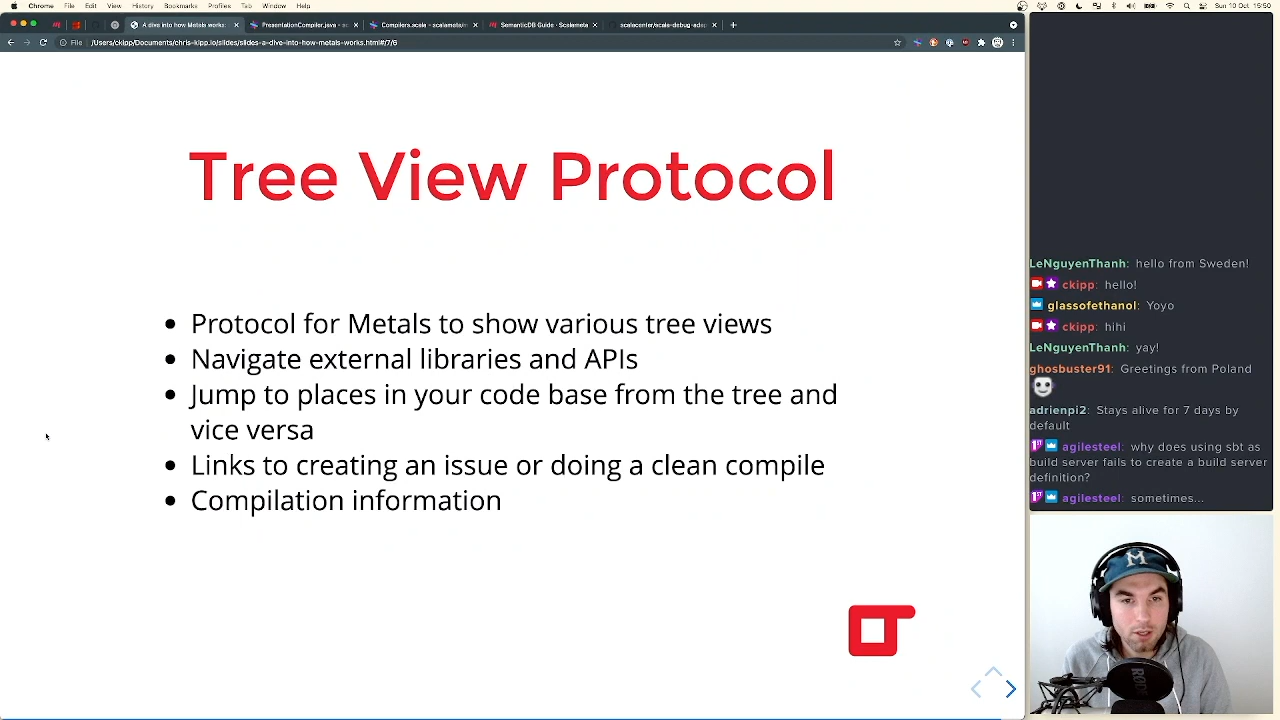 Chrome File Edit View History Bookmarks Profiles Tab Window Help
Sun 10 Oct 15:50
A dive into how Metals works:
PresentationCompiler.java
Compilers.scala
SemanticDB Guide · Scalameta
scalacenter/scala-debug-adap
File /Users/ckipp/Documents/chris-kipp.io/slides/slides-a-dive-into-how-metals-works.html#/7/6
Tree View Protocol
• Protocol for Metals to show various tree views
• Navigate external libraries and APIs
• Jump to places in your code base from the tree and
vice versa
• Links to creating an issue or doing a clean compile
• Compilation information
LeNguyenThanh: hello from Sweden!
ckipp: hello!
glassofethanol: Yoyo
ckipp: hihi
LeNguyenThanh: yay!
ghosbuster91: Greetings from Poland
adrienpi2: Stays alive for 7 days by
default
agilesteel: why does using sbt as
build server fails to create a build server
definition?
agilesteel: sometimes...
M
RØDE